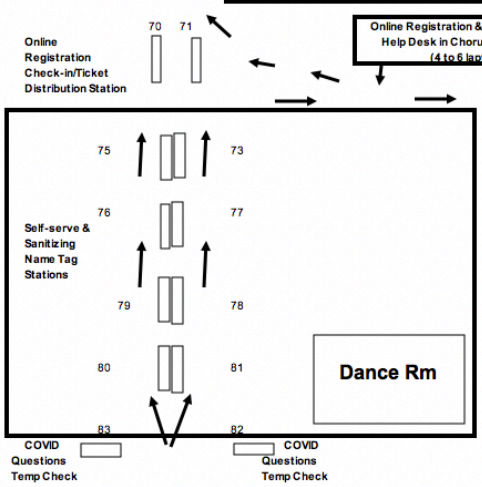 70
71
Online
Registration
Check-in/Ticket
Distribution Station
Online Registration &
Help Desk in
(4 to 6
75
73
76
77
Self-serve &
Sanitizing
Name Tag
Stations
79
78
80
81
Dance Rm
83
82
COVID
Questions
Temp Check
COVID
Questions
Temp Check